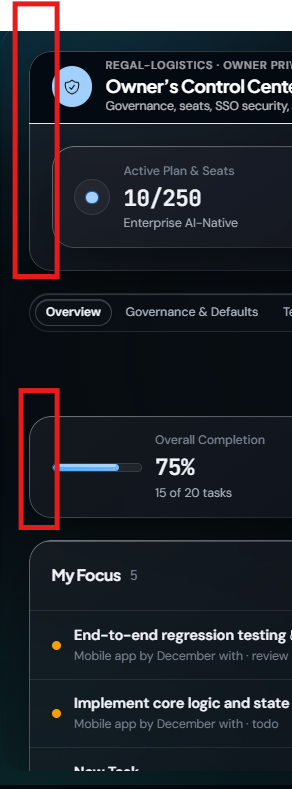 REGAL-LOGISTICS · OWNER
Owner's Control
Governance, seats, SSO security,
Active Plan & Seats
10/250
Enterprise AI-Native
Overview Governance & Defaults
Overall Completion
75%
15 of 20 tasks
My Focus 5
End-to-end regression testing &
Mobile app by December with · review
Implement core logic and state
Mobile app by December with · todo
New Task